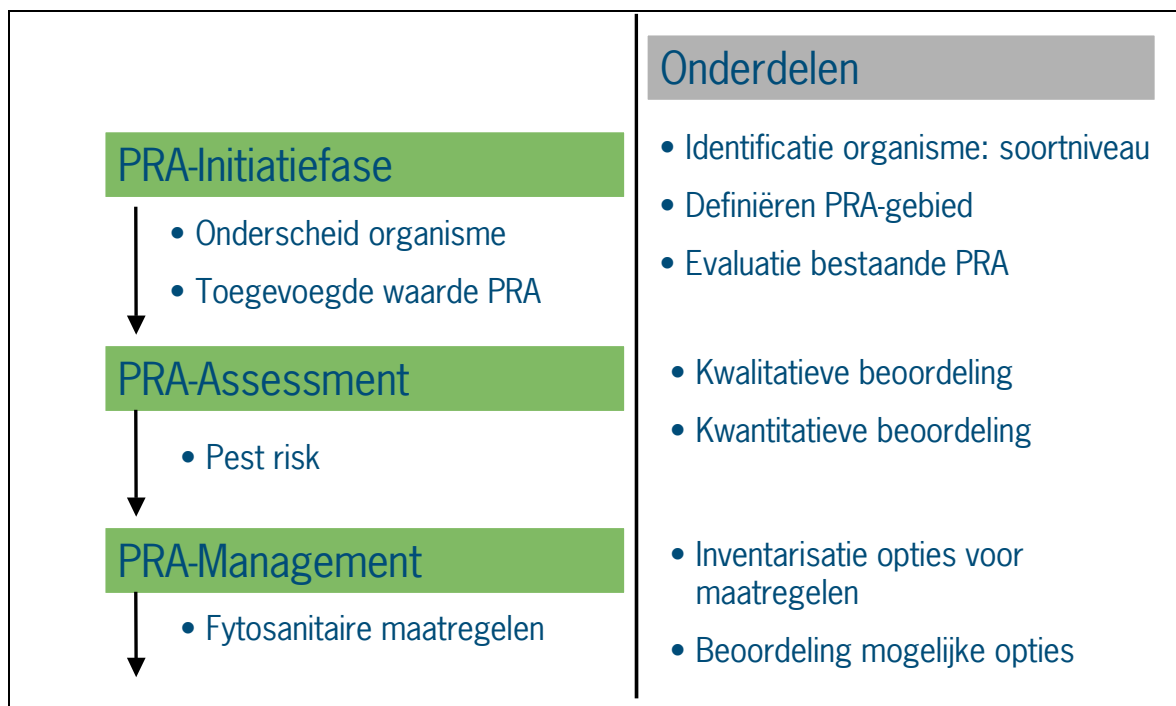 Onderdelen
PRA-Initiatiefase
• Onderscheid organisme
• Toegevoegde waarde PRA
• Identificatie organisme: soortniveau
• Definiëren PRA-gebied
• Evaluatie bestaande PRA
PRA-Assessment
• Pest risk
• Kwalitatieve beoordeling
• Kwantitatieve beoordeling
PRA-Management
• Fytosanitaire maatregelen
• Inventarisatie opties voor
maatregelen
• Beoordeling mogelijke opties